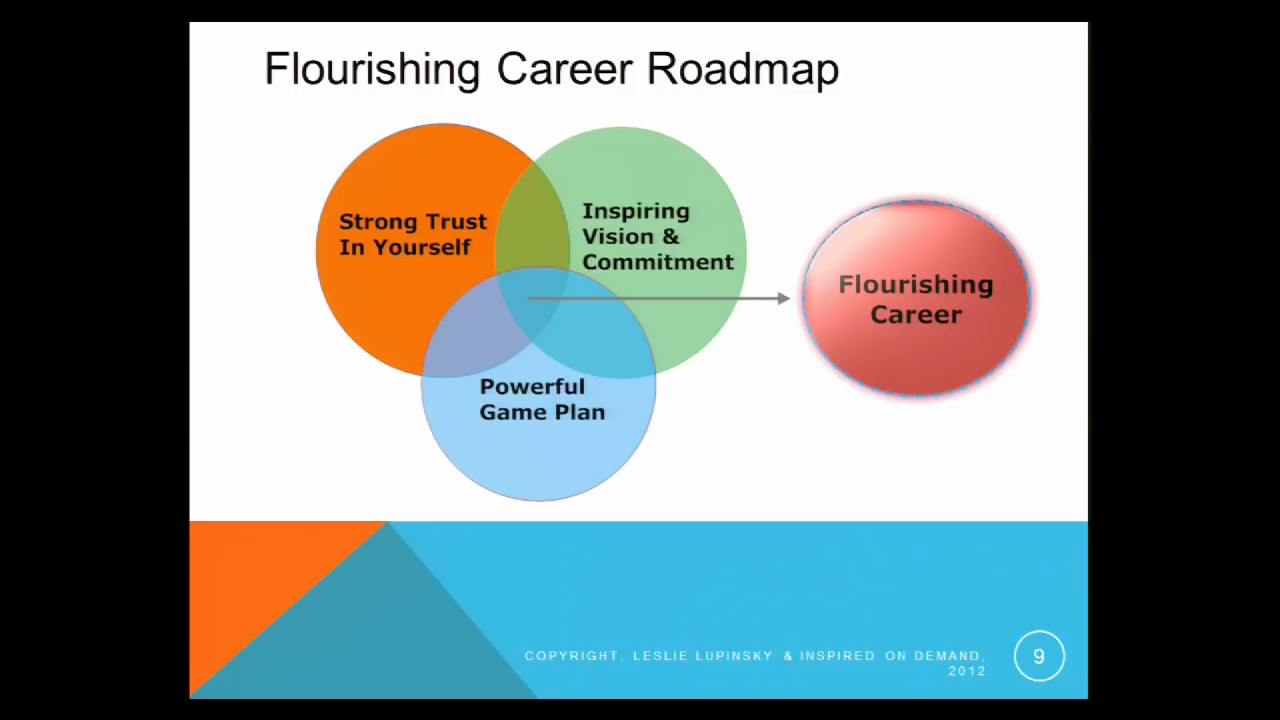 Flourishing Career Roadmap
Strong Trust
In Yourself
Inspiring
Vision &
Commitment
Flourishing
Career
Powerful
Game Plan
COPYRIGHT, LESLIE LUPINSKY & INSPIRED ON DEMAND,
2012
9